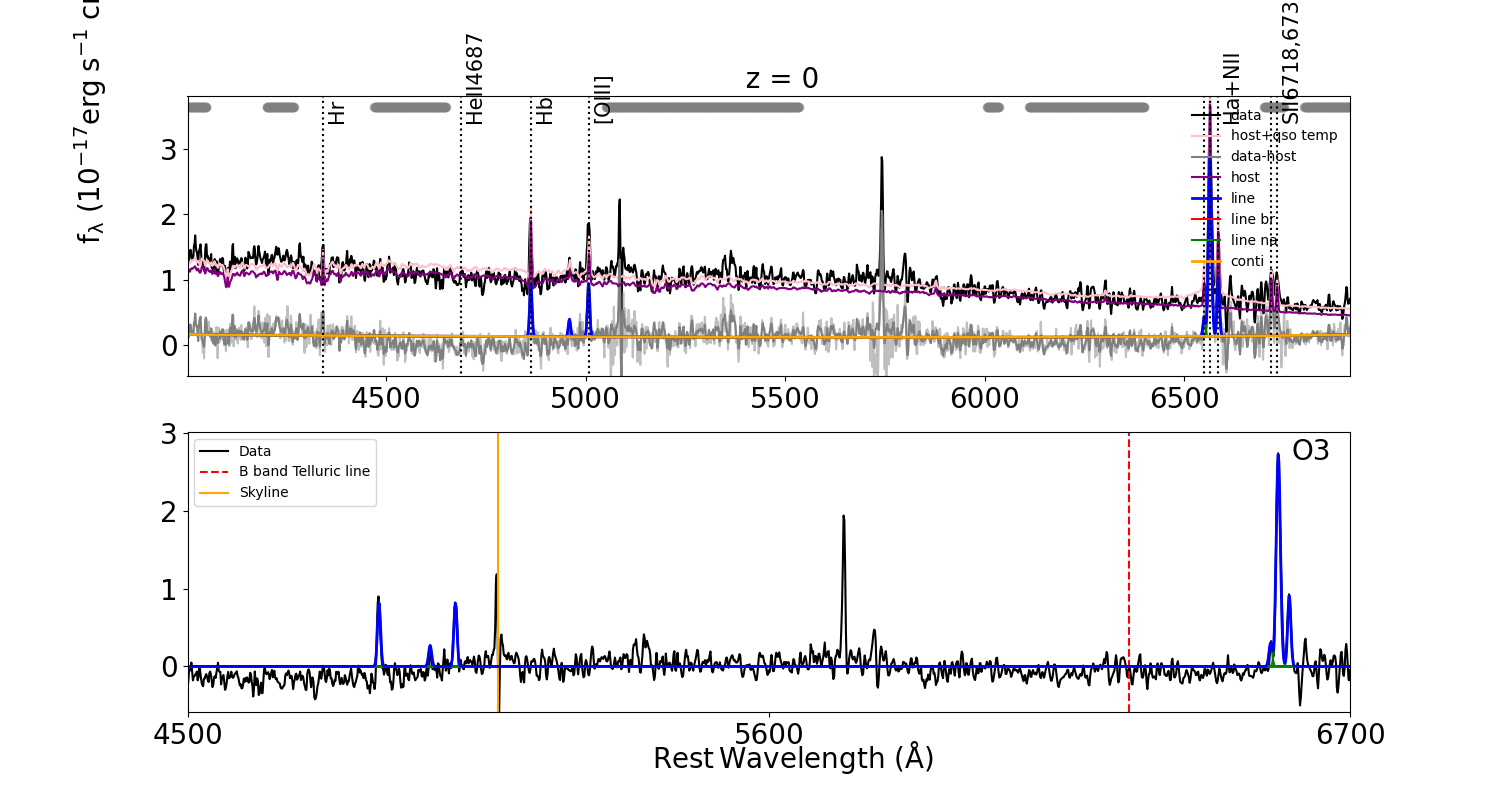 z = 0
f_λ (10^−17 erg s^−1 c
Hr
HeII4687
Hb
[OIII]
Ha+NII
SII6718,673
data
host+qso temp
data-host
host
line
line br
line na
conti
3
2
1
0
4500
5000
5500
6000
6500
3
2
1
0
Data
B band Telluric line
Skyline
O3
4500
5600
6700
Rest Wavelength (Å)